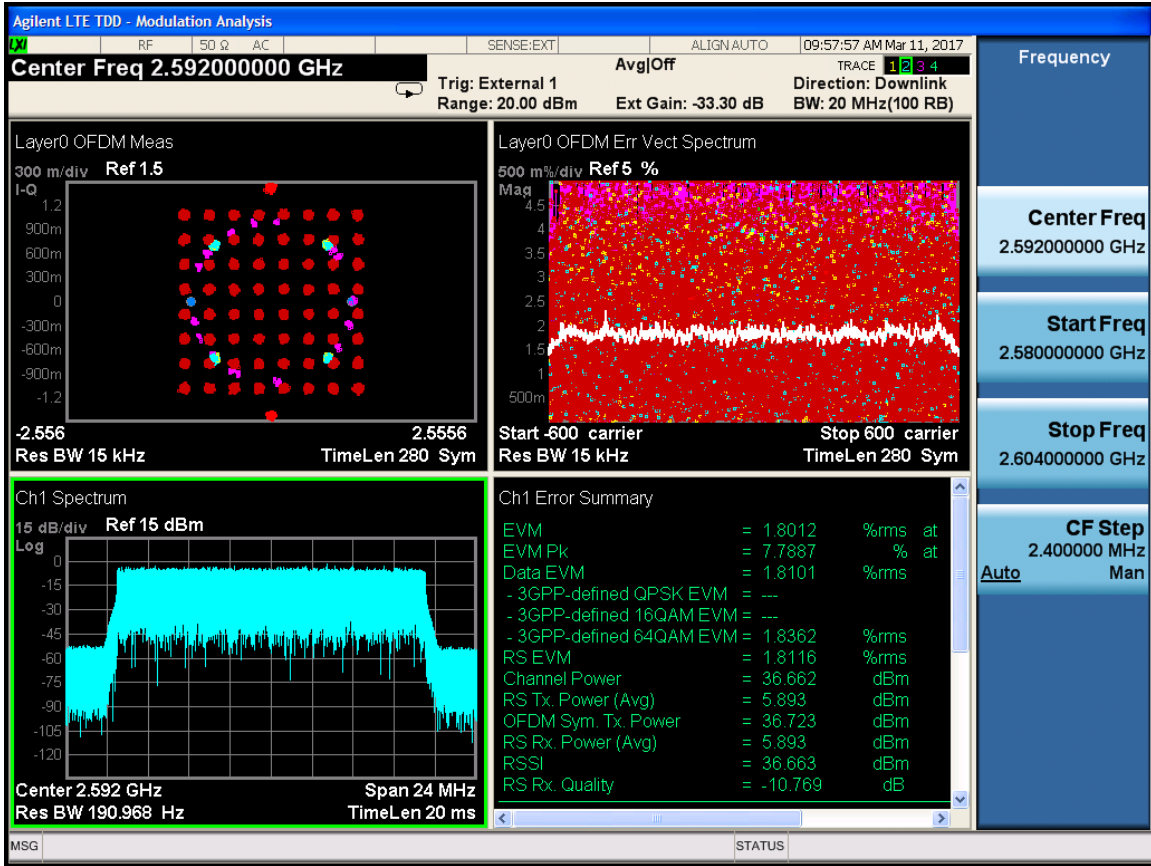 Agilent LTE TDD - Modulation Analysis
LXI RF 50 Ω AC SENSE:EXT ALIGN AUTO 09:57:57 AM Mar 11, 2017
Center Freq 2.592000000 GHz
Trig: External 1
Range: 20.00 dBm
Avg|Off
Ext Gain: -33.30 dB
TRACE 1 2 3 4
Direction: Downlink
BW: 20 MHz(100 RB)
Layer0 OFDM Meas
300 m/div Ref 1.5
I-Q
1.2
900m
600m
300m
0
-300m
-600m
-900m
-1.2
-2.556 2.5556
Res BW 15 kHz TimeLen 280 Sym
Layer0 OFDM Err Vect Spectrum
500 m%/div Ref 5 %
Mag
4.5
4
3.5
3
2.5
2
1.5
1
500m
Start -600 carrier Stop 600 carrier
Res BW 15 kHz TimeLen 280 Sym
Ch1 Spectrum
15 dB/div Ref 15 dBm
Log
0
-15
-30
-45
-60
-75
-90
-105
-120
Center 2.592 GHz Span 24 MHz
Res BW 190.968 Hz TimeLen 20 ms
Ch1 Error Summary
EVM = 1.8012 %rms at
EVM Pk = 7.7887 % at
Data EVM = 1.8101 %rms
- 3GPP-defined QPSK EVM = ---
- 3GPP-defined 16QAM EVM = ---
- 3GPP-defined 64QAM EVM = 1.8362 %rms
RS EVM = 1.8116 %rms
Channel Power = 36.662 dBm
RS Tx. Power (Avg) = 5.893 dBm
OFDM Sym. Tx. Power = 36.723 dBm
RS Rx. Power (Avg) = 5.893 dBm
RSSI = 36.663 dBm
RS Rx. Quality = -10.769 dB
Frequency
Center Freq
2.592000000 GHz
Start Freq
2.580000000 GHz
Stop Freq
2.604000000 GHz
CF Step
2.400000 MHz
Auto Man
MSG STATUS